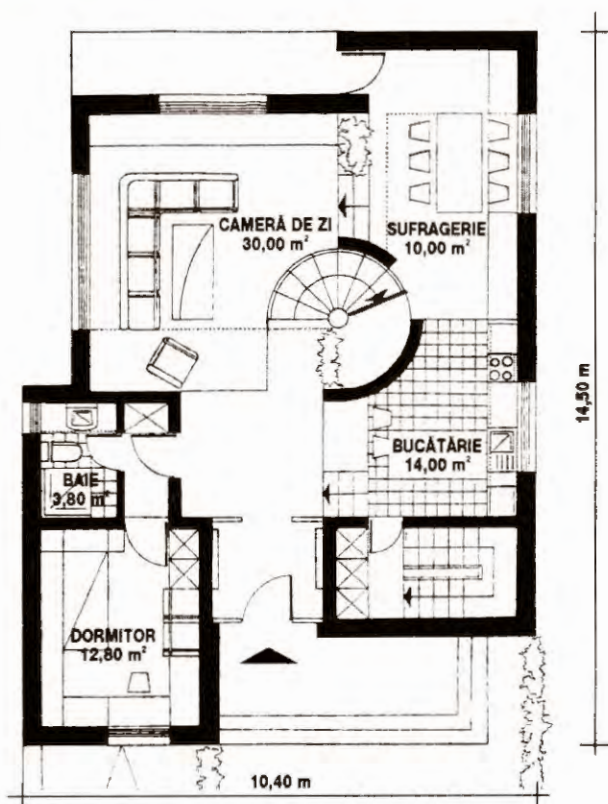 CAMERĂ DE ZI
30,00 m²
SUFRAGERIE
10,00 m²
BUCĂTĂRIE
14,00 m²
BAIE
3,80 m²
DORMITOR
12,80 m²
14,50 m
10,40 m